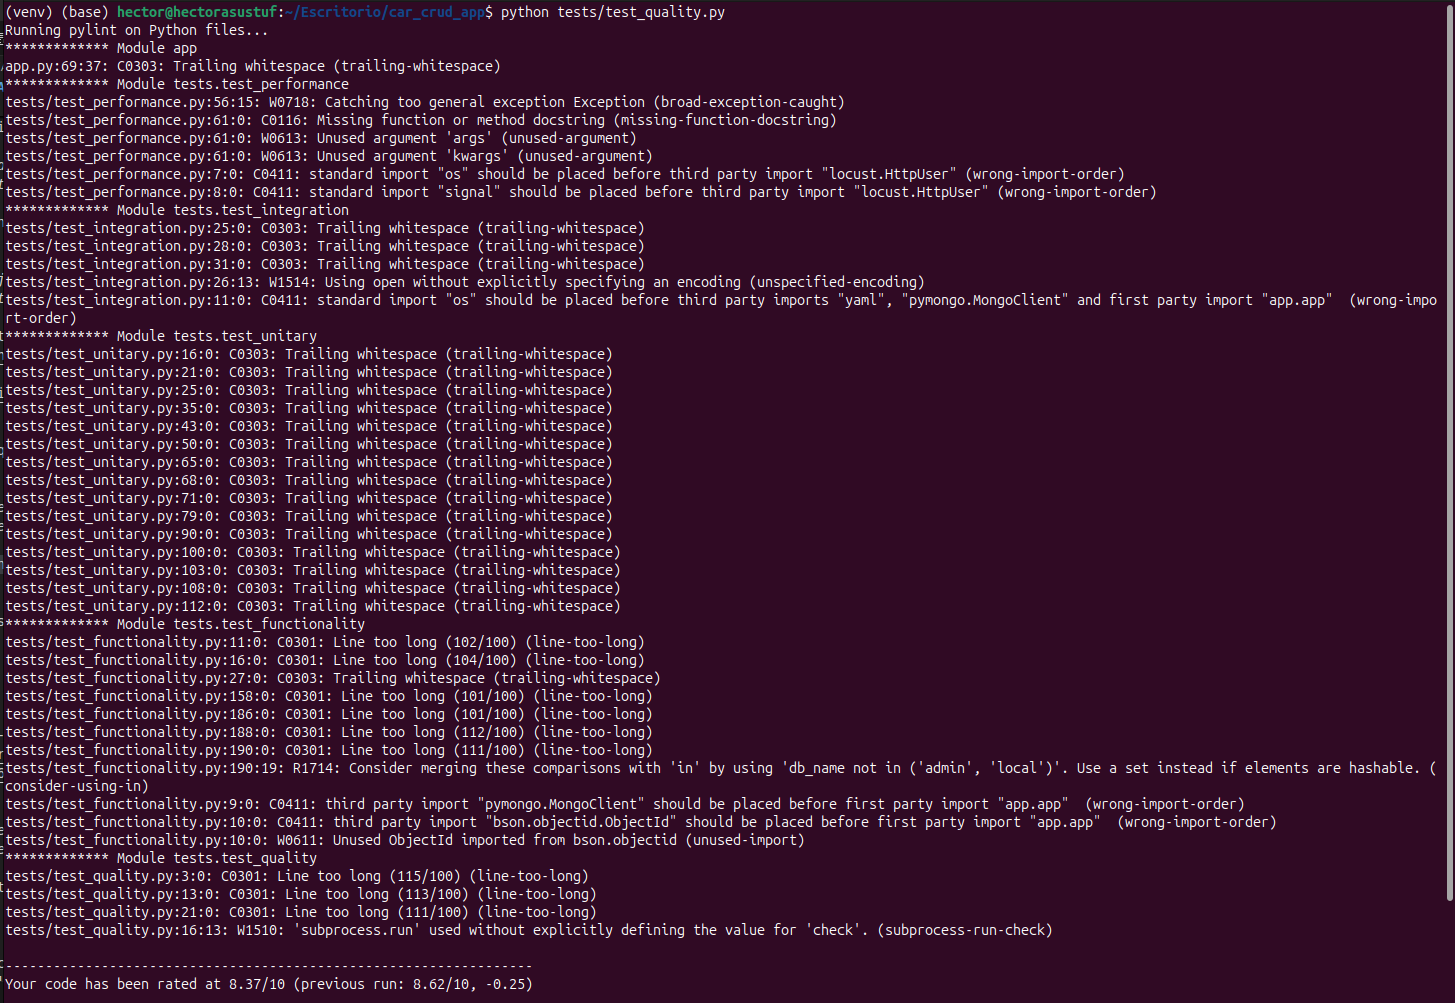 (venv) (base) hector@hectorasustuf:~/Escritorio/car_crud_app$ python tests/test_quality.py
Running pylint on Python files...
************* Module app
app.py:69:37: C0303: Trailing whitespace (trailing-whitespace)
************* Module tests.test_performance
tests/test_performance.py:56:15: W0718: Catching too general exception Exception (broad-exception-caught)
tests/test_performance.py:61:0: C0116: Missing function or method docstring (missing-function-docstring)
tests/test_performance.py:61:0: W0613: Unused argument 'args' (unused-argument)
tests/test_performance.py:61:0: W0613: Unused argument 'kwargs' (unused-argument)
tests/test_performance.py:7:0: C0411: standard import "os" should be placed before third party import "locust.HttpUser" (wrong-import-order)
tests/test_performance.py:8:0: C0411: standard import "signal" should be placed before third party import "locust.HttpUser" (wrong-import-order)
************* Module tests.test_integration
tests/test_integration.py:25:0: C0303: Trailing whitespace (trailing-whitespace)
tests/test_integration.py:28:0: C0303: Trailing whitespace (trailing-whitespace)
tests/test_integration.py:31:0: C0303: Trailing whitespace (trailing-whitespace)
tests/test_integration.py:26:13: W1514: Using open without explicitly specifying an encoding (unspecified-encoding)
tests/test_integration.py:11:0: C0411: standard import "os" should be placed before third party imports "yaml", "pymongo.MongoClient" and first party import "app.app"  (wrong-impo
rt-order)
************* Module tests.test_unitary
tests/test_unitary.py:16:0: C0303: Trailing whitespace (trailing-whitespace)
tests/test_unitary.py:21:0: C0303: Trailing whitespace (trailing-whitespace)
tests/test_unitary.py:25:0: C0303: Trailing whitespace (trailing-whitespace)
tests/test_unitary.py:35:0: C0303: Trailing whitespace (trailing-whitespace)
tests/test_unitary.py:43:0: C0303: Trailing whitespace (trailing-whitespace)
tests/test_unitary.py:50:0: C0303: Trailing whitespace (trailing-whitespace)
tests/test_unitary.py:65:0: C0303: Trailing whitespace (trailing-whitespace)
tests/test_unitary.py:68:0: C0303: Trailing whitespace (trailing-whitespace)
tests/test_unitary.py:71:0: C0303: Trailing whitespace (trailing-whitespace)
tests/test_unitary.py:79:0: C0303: Trailing whitespace (trailing-whitespace)
tests/test_unitary.py:90:0: C0303: Trailing whitespace (trailing-whitespace)
tests/test_unitary.py:100:0: C0303: Trailing whitespace (trailing-whitespace)
tests/test_unitary.py:103:0: C0303: Trailing whitespace (trailing-whitespace)
tests/test_unitary.py:108:0: C0303: Trailing whitespace (trailing-whitespace)
tests/test_unitary.py:112:0: C0303: Trailing whitespace (trailing-whitespace)
************* Module tests.test_functionality
tests/test_functionality.py:11:0: C0301: Line too long (102/100) (line-too-long)
tests/test_functionality.py:16:0: C0301: Line too long (104/100) (line-too-long)
tests/test_functionality.py:27:0: C0303: Trailing whitespace (trailing-whitespace)
tests/test_functionality.py:158:0: C0301: Line too long (101/100) (line-too-long)
tests/test_functionality.py:186:0: C0301: Line too long (101/100) (line-too-long)
tests/test_functionality.py:188:0: C0301: Line too long (112/100) (line-too-long)
tests/test_functionality.py:190:0: C0301: Line too long (111/100) (line-too-long)
tests/test_functionality.py:190:19: R1714: Consider merging these comparisons with 'in' by using 'db_name not in ('admin', 'local')'. Use a set instead if elements are hashable. (
consider-using-in)
tests/test_functionality.py:9:0: C0411: third party import "pymongo.MongoClient" should be placed before first party import "app.app"  (wrong-import-order)
tests/test_functionality.py:10:0: C0411: third party import "bson.objectid.ObjectId" should be placed before first party import "app.app"  (wrong-import-order)
tests/test_functionality.py:10:0: W0611: Unused ObjectId imported from bson.objectid (unused-import)
************* Module tests.test_quality
tests/test_quality.py:3:0: C0301: Line too long (115/100) (line-too-long)
tests/test_quality.py:13:0: C0301: Line too long (113/100) (line-too-long)
tests/test_quality.py:21:0: C0301: Line too long (111/100) (line-too-long)
tests/test_quality.py:16:13: W1510: 'subprocess.run' used without explicitly defining the value for 'check'. (subprocess-run-check)
------------------------------------------------------------------
Your code has been rated at 8.37/10 (previous run: 8.62/10, -0.25)